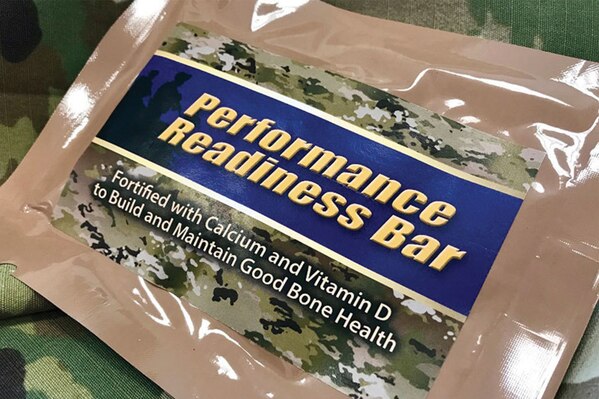 Performance
Readiness Bar
Fortified with Calcium and Vitamin D
to Build and Maintain Good Bone Health